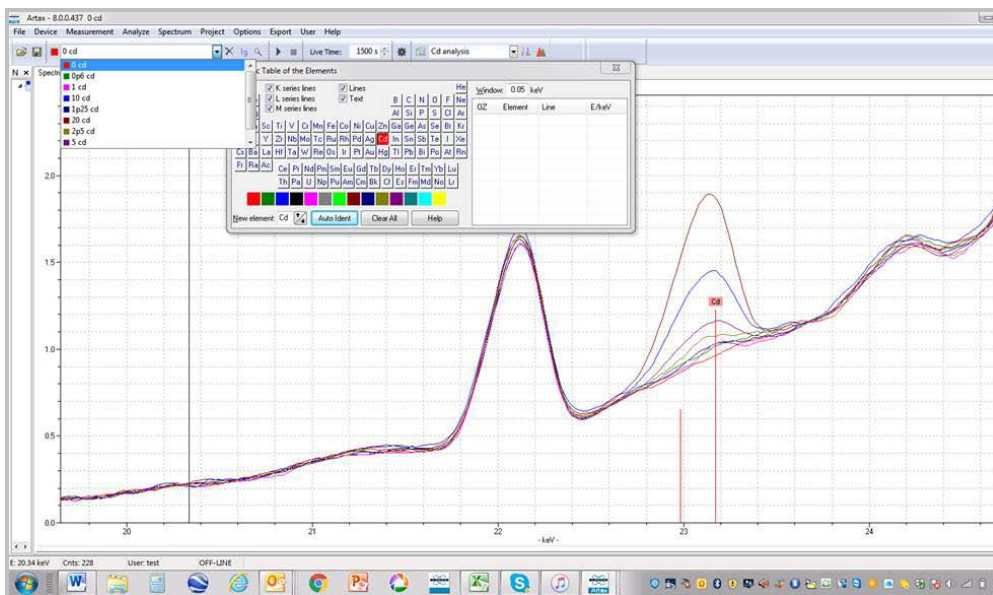 Artax - 8.0.0.437 0 cd
File Device Measurement Analyze Spectrum Project Options Export User Help
0 cd Live Time: 1500 s Cd analysis
N Spectr
0 cd
0p6 cd
1 cd
10 cd
1p25 cd
20 cd
2p5 cd
5 cd
c Table of the Elements
K series lines Lines
L series lines Text
M series lines
He
B C N O F Ne
Al Si P S Cl Ar
Sc Ti V Cr Mn Fe Co Ni Cu Zn Ga Ge As Se Br Kr
Y Zr Nb Mo Tc Ru Rh Pd Ag Cd In Sn Sb Te I Xe
Cs Ba La Hf Ta W Re Os Ir Pt Au Hg Tl Pb Bi Po At Rn
Fr Ra Ac
Ce Pr Nd Pm Sm Eu Gd Tb Dy Ho Er Tm Yb Lu
Th Pa U Np Pu Am Cm Bk Cf Es Fm Md No Lr
New element: Cd Auto Ident Clear All Help
Window: 0.05 keV
OZ Element Line E/keV
2.0
1.5
1.0
0.5
0.0
Cd
20 21 22 23 24
- keV -
E: 20.34 keV Cnts: 228 User: test OFF-LINE
Artax